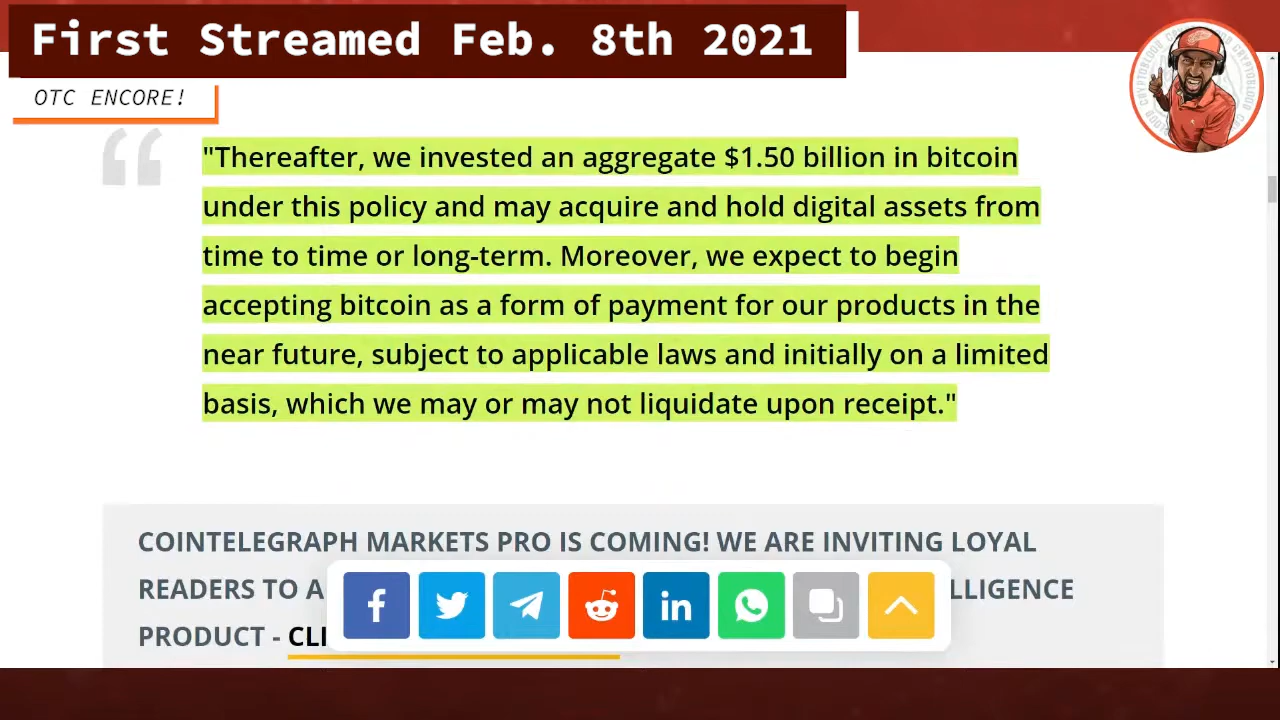 First Streamed Feb. 8th 2021
OTC ENCORE!
"Thereafter, we invested an aggregate $1.50 billion in bitcoin
under this policy and may acquire and hold digital assets from
time to time or long-term. Moreover, we expect to begin
accepting bitcoin as a form of payment for our products in the
near future, subject to applicable laws and initially on a limited
basis, which we may or may not liquidate upon receipt."
COINTELEGRAPH MARKETS PRO IS COMING! WE ARE INVITING LOYAL
READERS TO A LLIGENCE
PRODUCT - CLI